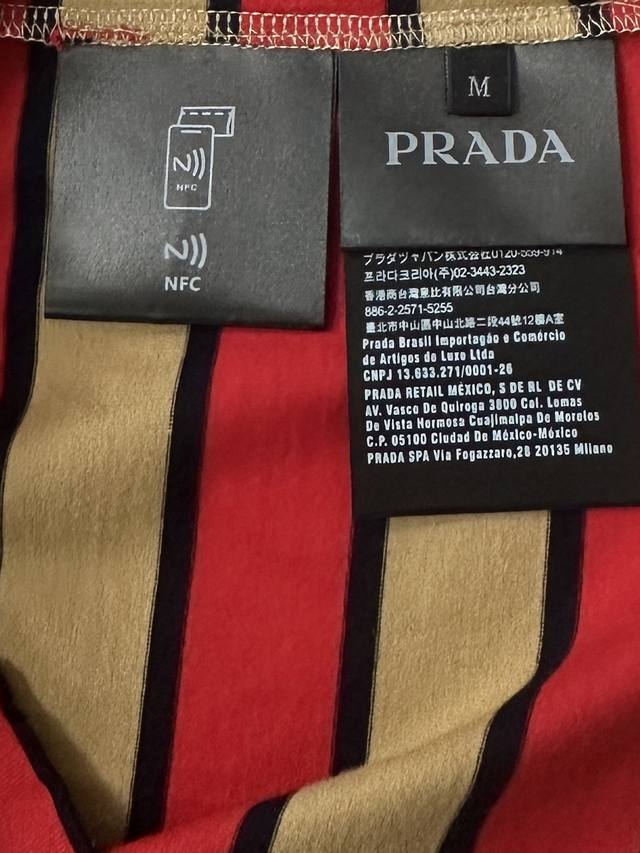 NFC
NFC
M
PRADA
プラダジャパン株式会社0120-559-914
프라다코리아(주)02-3443-2323
香港商台灣惠比有限公司台灣分公司
886-2-2571-5255
臺北市中山區中山北路二段44號12樓A室
Prada Brasil Importagão e Comércio
de Artigos de Luxo Ltda
CNPJ 13.633.271/0001-26
PRADA RETAIL MÉXICO, S DE RL DE CV
AV. Vasco De Quiroga 3800 Col. Lomas
De Vista Hermosa Cuajimalpa De Morelos
C.P. 05100 Ciudad De México-México
PRADA SPA Via Fogazzaro,28 20135 Milano